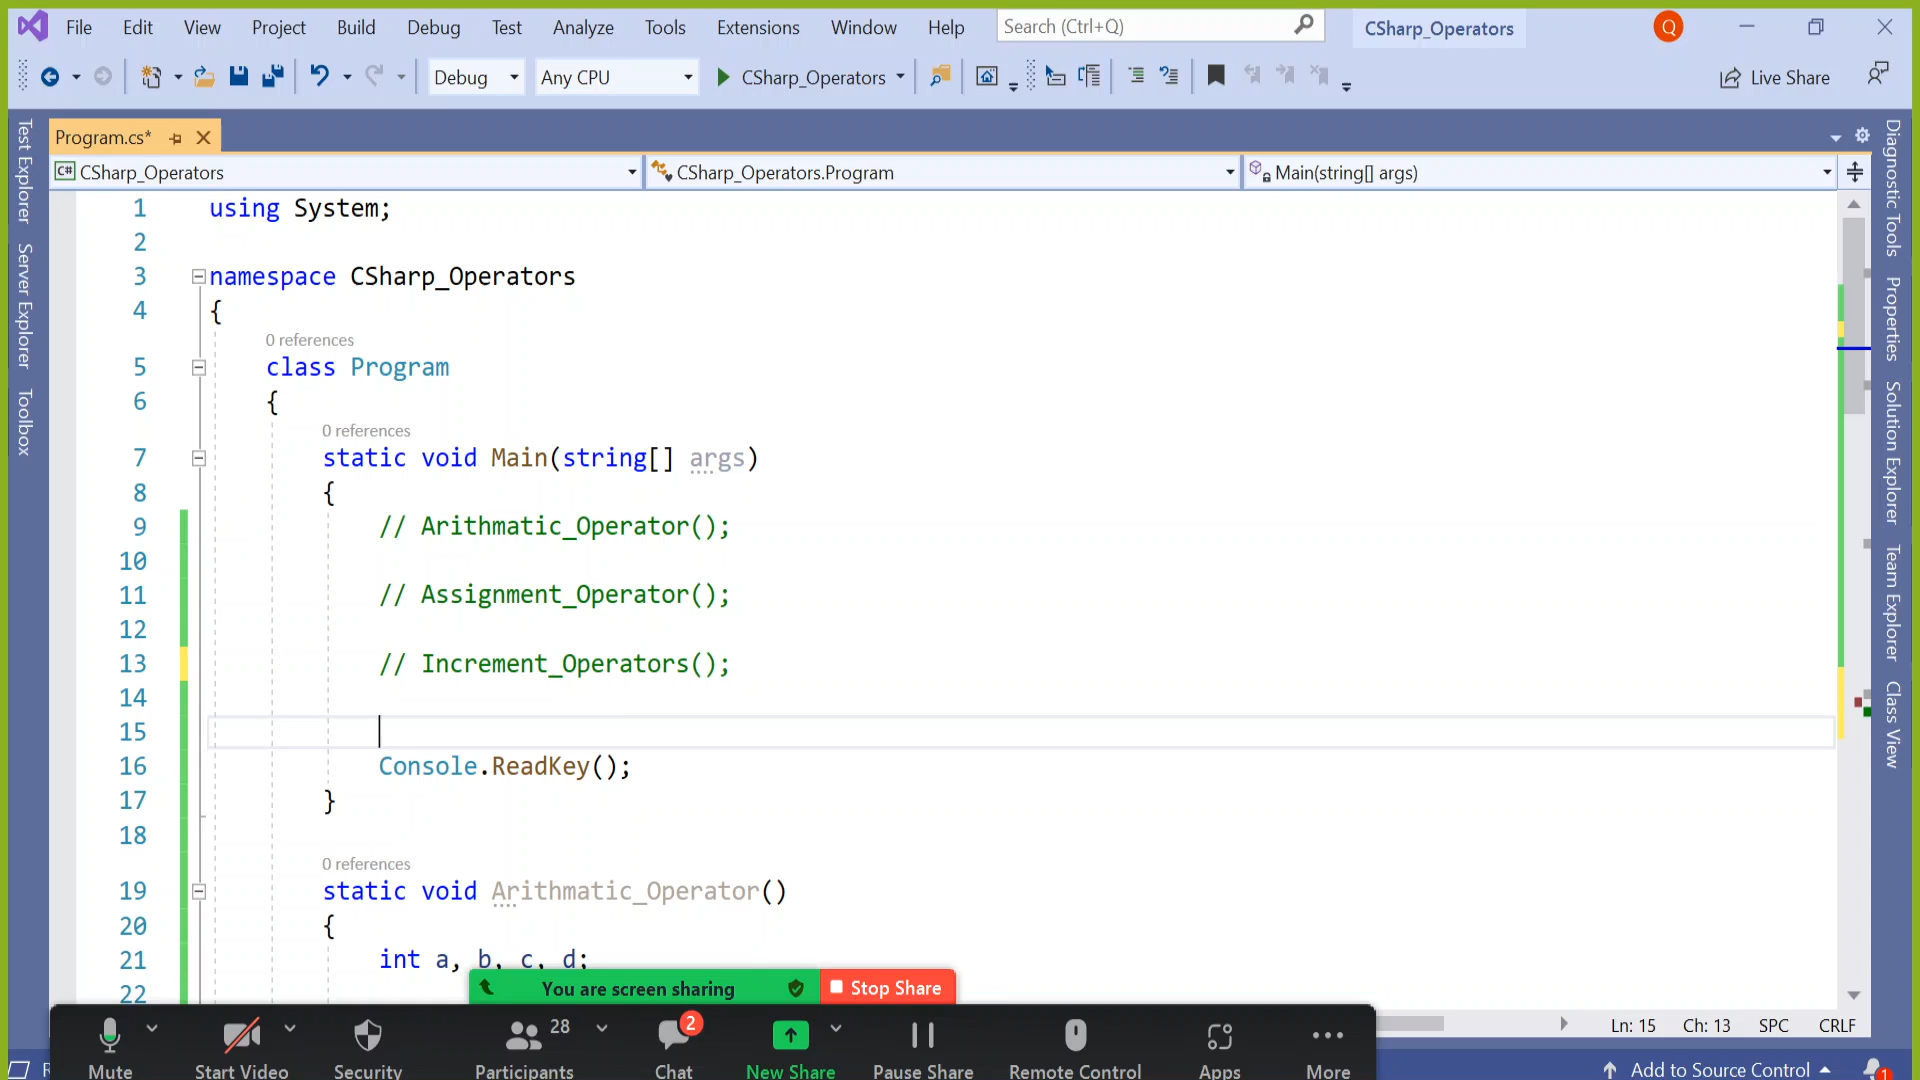 File Edit View Project Build Debug Test Analyze Tools Extensions Window Help Search (Ctrl+Q) CSharp_Operators Q
Debug Any CPU CSharp_Operators Live Share
Program.cs*
C# CSharp_Operators CSharp_Operators.Program Main(string[] args)
Test Explorer
Server Explorer
Toolbox
1 using System;
2
3 namespace CSharp_Operators
4 {
0 references
5 class Program
6 {
0 references
7 static void Main(string[] args)
8 {
9 // Arithmatic_Operator();
10
11 // Assignment_Operator();
12
13 // Increment_Operators();
14
15
16 Console.ReadKey();
17 }
18
0 references
19 static void Arithmatic_Operator()
20 {
21 int a, b, c, d;
22
Diagnostic Tools
Properties
Solution Explorer
Team Explorer
Class View
You are screen sharing Stop Share
Ln: 15 Ch: 13 SPC CRLF
28 2
Mute Start Video Security Participants Chat New Share Pause Share Remote Control Apps More
R
Add to Source Control 1